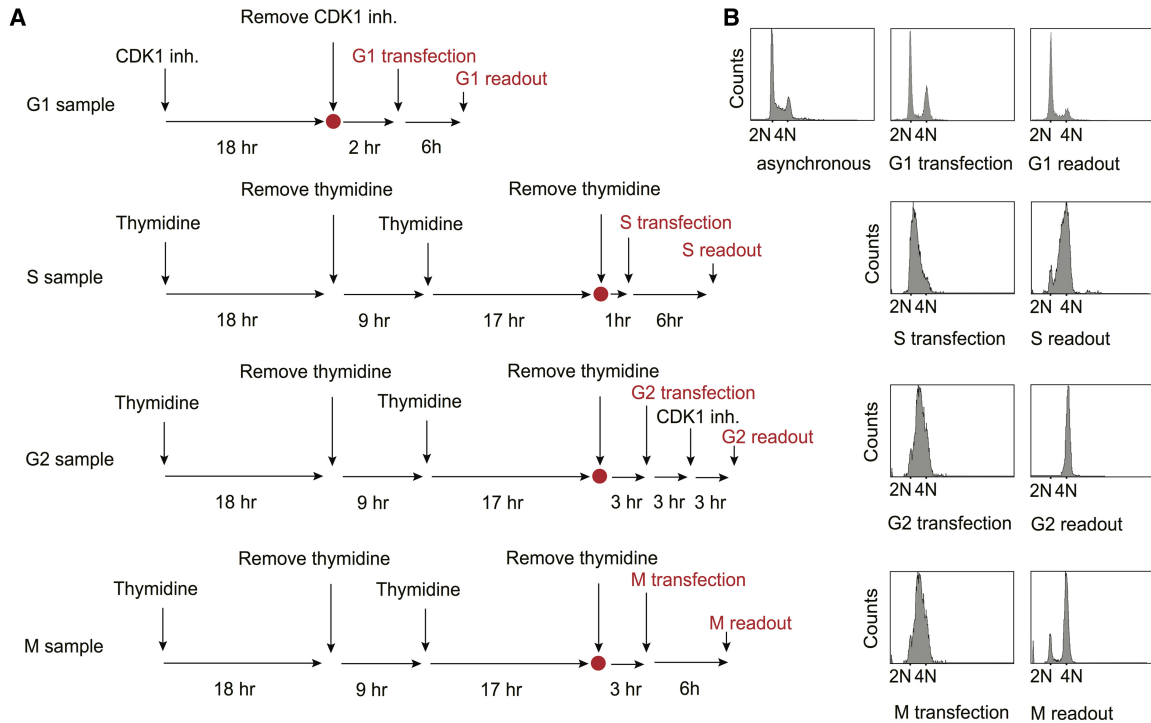 A
Remove CDK1 inh.
CDK1 inh.
G1 transfection
G1 readout
G1 sample
18 hr
2 hr
6h
Remove thymidine
Remove thymidine
Thymidine
Thymidine
S transfection
S readout
S sample
18 hr
9 hr
17 hr
1hr
6hr
Remove thymidine
Remove thymidine
Thymidine
Thymidine
G2 transfection
CDK1 inh.
G2 readout
G2 sample
18 hr
9 hr
17 hr
3 hr
3 hr
3 hr
Remove thymidine
Remove thymidine
Thymidine
Thymidine
M transfection
M readout
M sample
18 hr
9 hr
17 hr
3 hr
6h
B
Counts
2N 4N
asynchronous
2N 4N
G1 transfection
2N 4N
G1 readout
Counts
2N 4N
S transfection
2N 4N
S readout
Counts
2N 4N
G2 transfection
2N 4N
G2 readout
Counts
2N 4N
M transfection
2N 4N
M readout